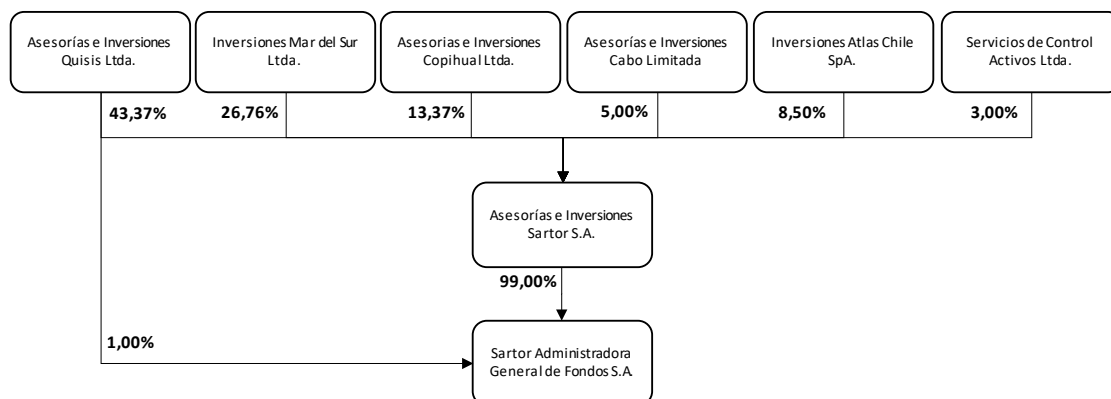 Asesorías e Inversiones
Quisis Ltda.
Inversiones Mar del Sur
Ltda.
Asesorias e Inversiones
Copihual Ltda.
Asesorías e Inversiones
Cabo Limitada
Inversiones Atlas Chile
SpA.
Servicios de Control
Activos Ltda.
43,37%
26,76%
13,37%
5,00%
8,50%
3,00%
Asesorías e Inversiones
Sartor S.A.
99,00%
1,00%
Sartor Administradora
General de Fondos S.A.